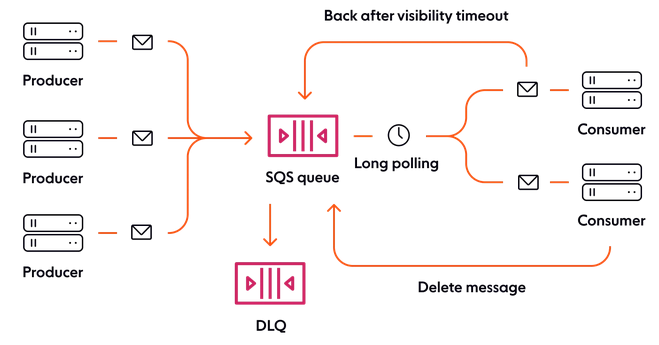 Back after visibility timeout
Producer
Producer
Producer
SQS queue
Long polling
Consumer
Consumer
Delete message
DLQ